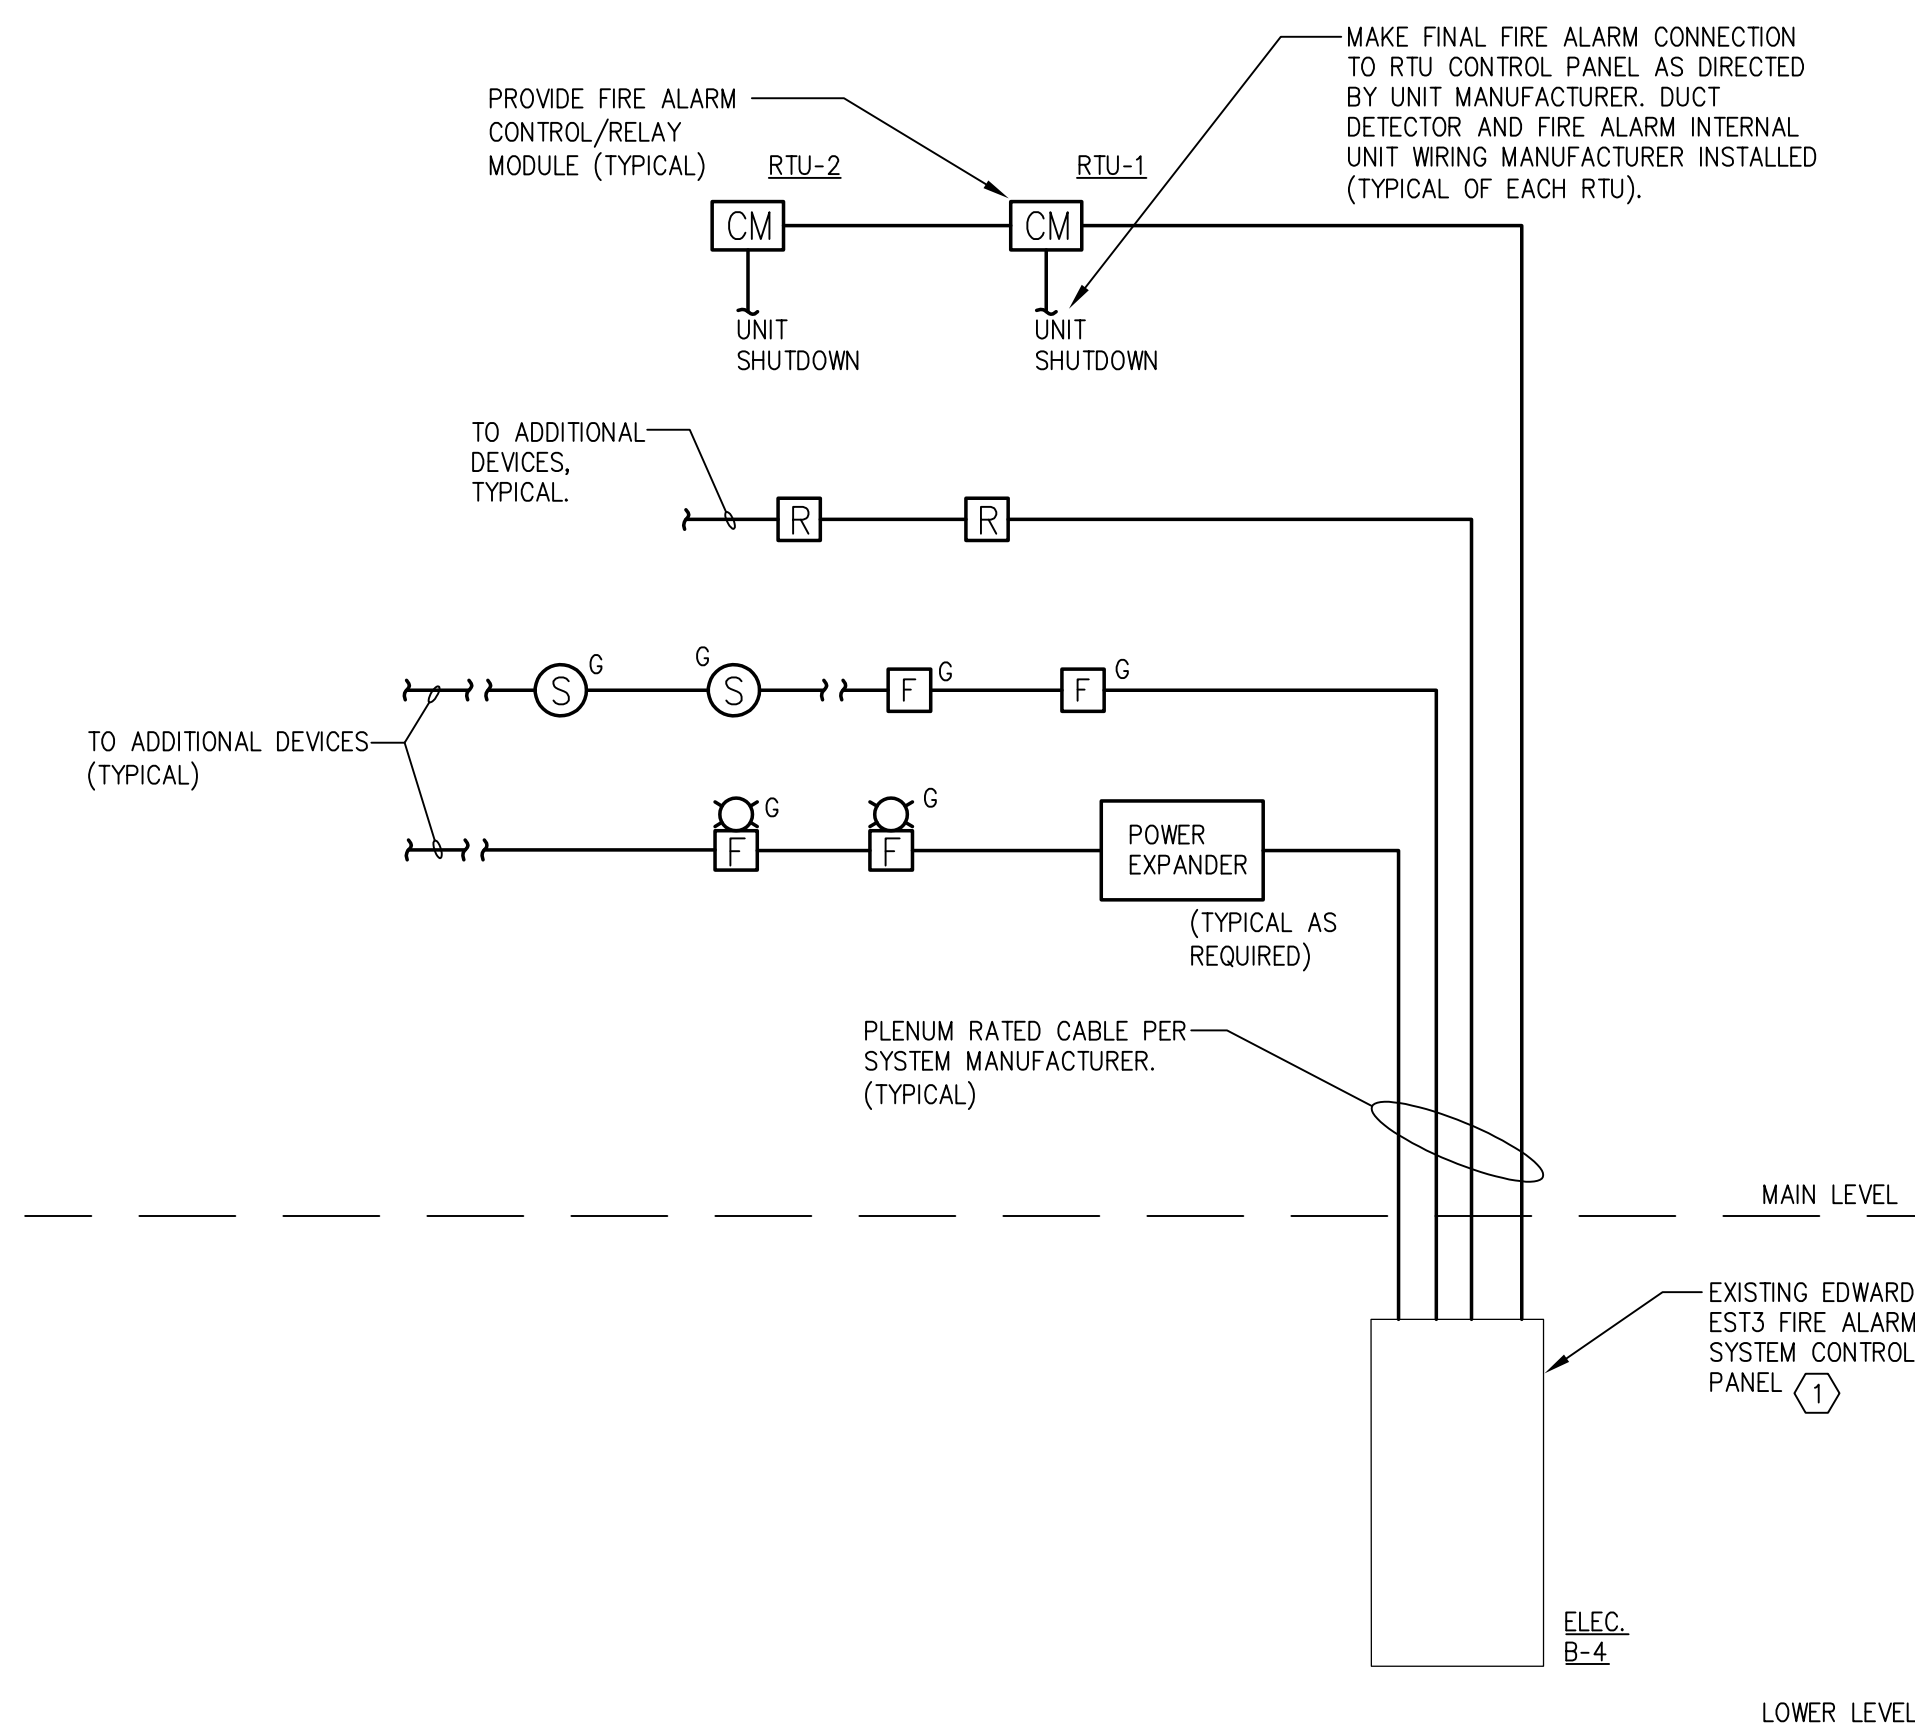 MAKE FINAL FIRE ALARM CONNECTION
TO RTU CONTROL PANEL AS DIRECTED
BY UNIT MANUFACTURER. DUCT
DETECTOR AND FIRE ALARM INTERNAL
UNIT WIRING MANUFACTURER INSTALLED
(TYPICAL OF EACH RTU).
PROVIDE FIRE ALARM
CONTROL/RELAY
MODULE (TYPICAL)
RTU-2
RTU-1
CM
CM
UNIT
SHUTDOWN
UNIT
SHUTDOWN
TO ADDITIONAL
DEVICES,
TYPICAL.
R
R
S
G
G
S
F
G
F
G
TO ADDITIONAL DEVICES
(TYPICAL)
G
F
G
F
POWER
EXPANDER
(TYPICAL AS
REQUIRED)
PLENUM RATED CABLE PER
SYSTEM MANUFACTURER.
(TYPICAL)
MAIN LEVEL
EXISTING EDWARD
EST3 FIRE ALARM
SYSTEM CONTROL
PANEL
1
ELEC.
B-4
LOWER LEVEL